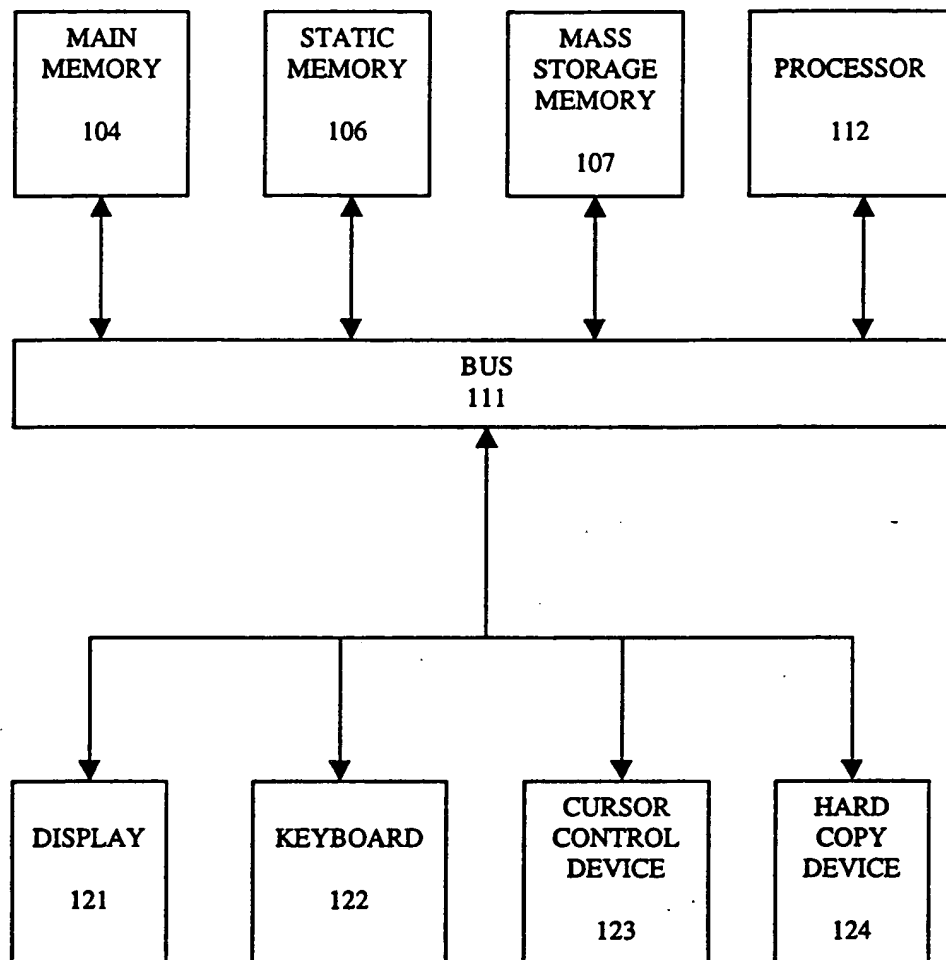 MAIN
MEMORY
104
STATIC
MEMORY
106
MASS
STORAGE
MEMORY
107
PROCESSOR
112
BUS
111
DISPLAY
121
KEYBOARD
122
CURSOR
CONTROL
DEVICE
123
HARD
COPY
DEVICE
124